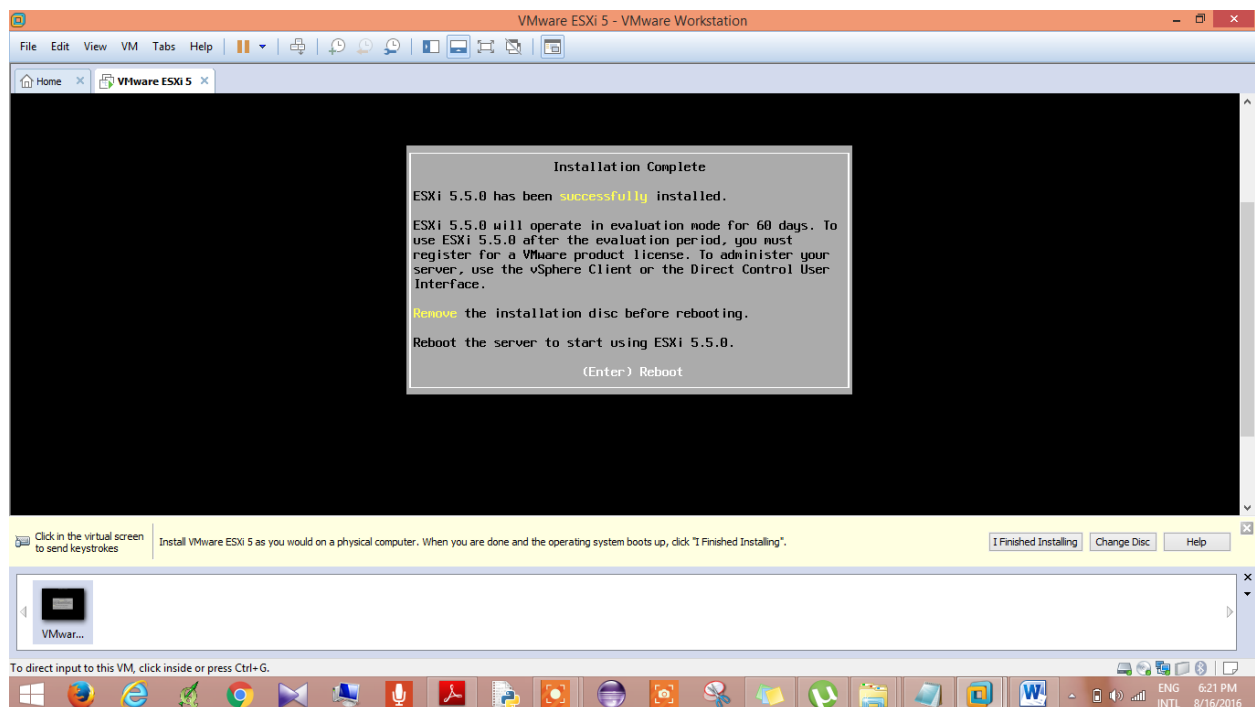 VMware ESXi 5 - VMware Workstation
File Edit View VM Tabs Help
Home
VMware ESXi 5
Installation Complete
ESXi 5.5.0 has been successfully installed.
ESXi 5.5.0 will operate in evaluation mode for 60 days. To
use ESXi 5.5.0 after the evaluation period, you must
register for a VMware product license. To administer your
server, use the vSphere Client or the Direct Control User
Interface.
Remove the installation disc before rebooting.
Reboot the server to start using ESXi 5.5.0.
(Enter) Reboot
Click in the virtual screen
to send keystrokes
Install VMware ESXi 5 as you would on a physical computer. When you are done and the operating system boots up, click "I Finished Installing".
I Finished Installing
Change Disc
Help
VMwar...
To direct input to this VM, click inside or press Ctrl+G.
ENG 6:21 PM
INTL 8/16/2016